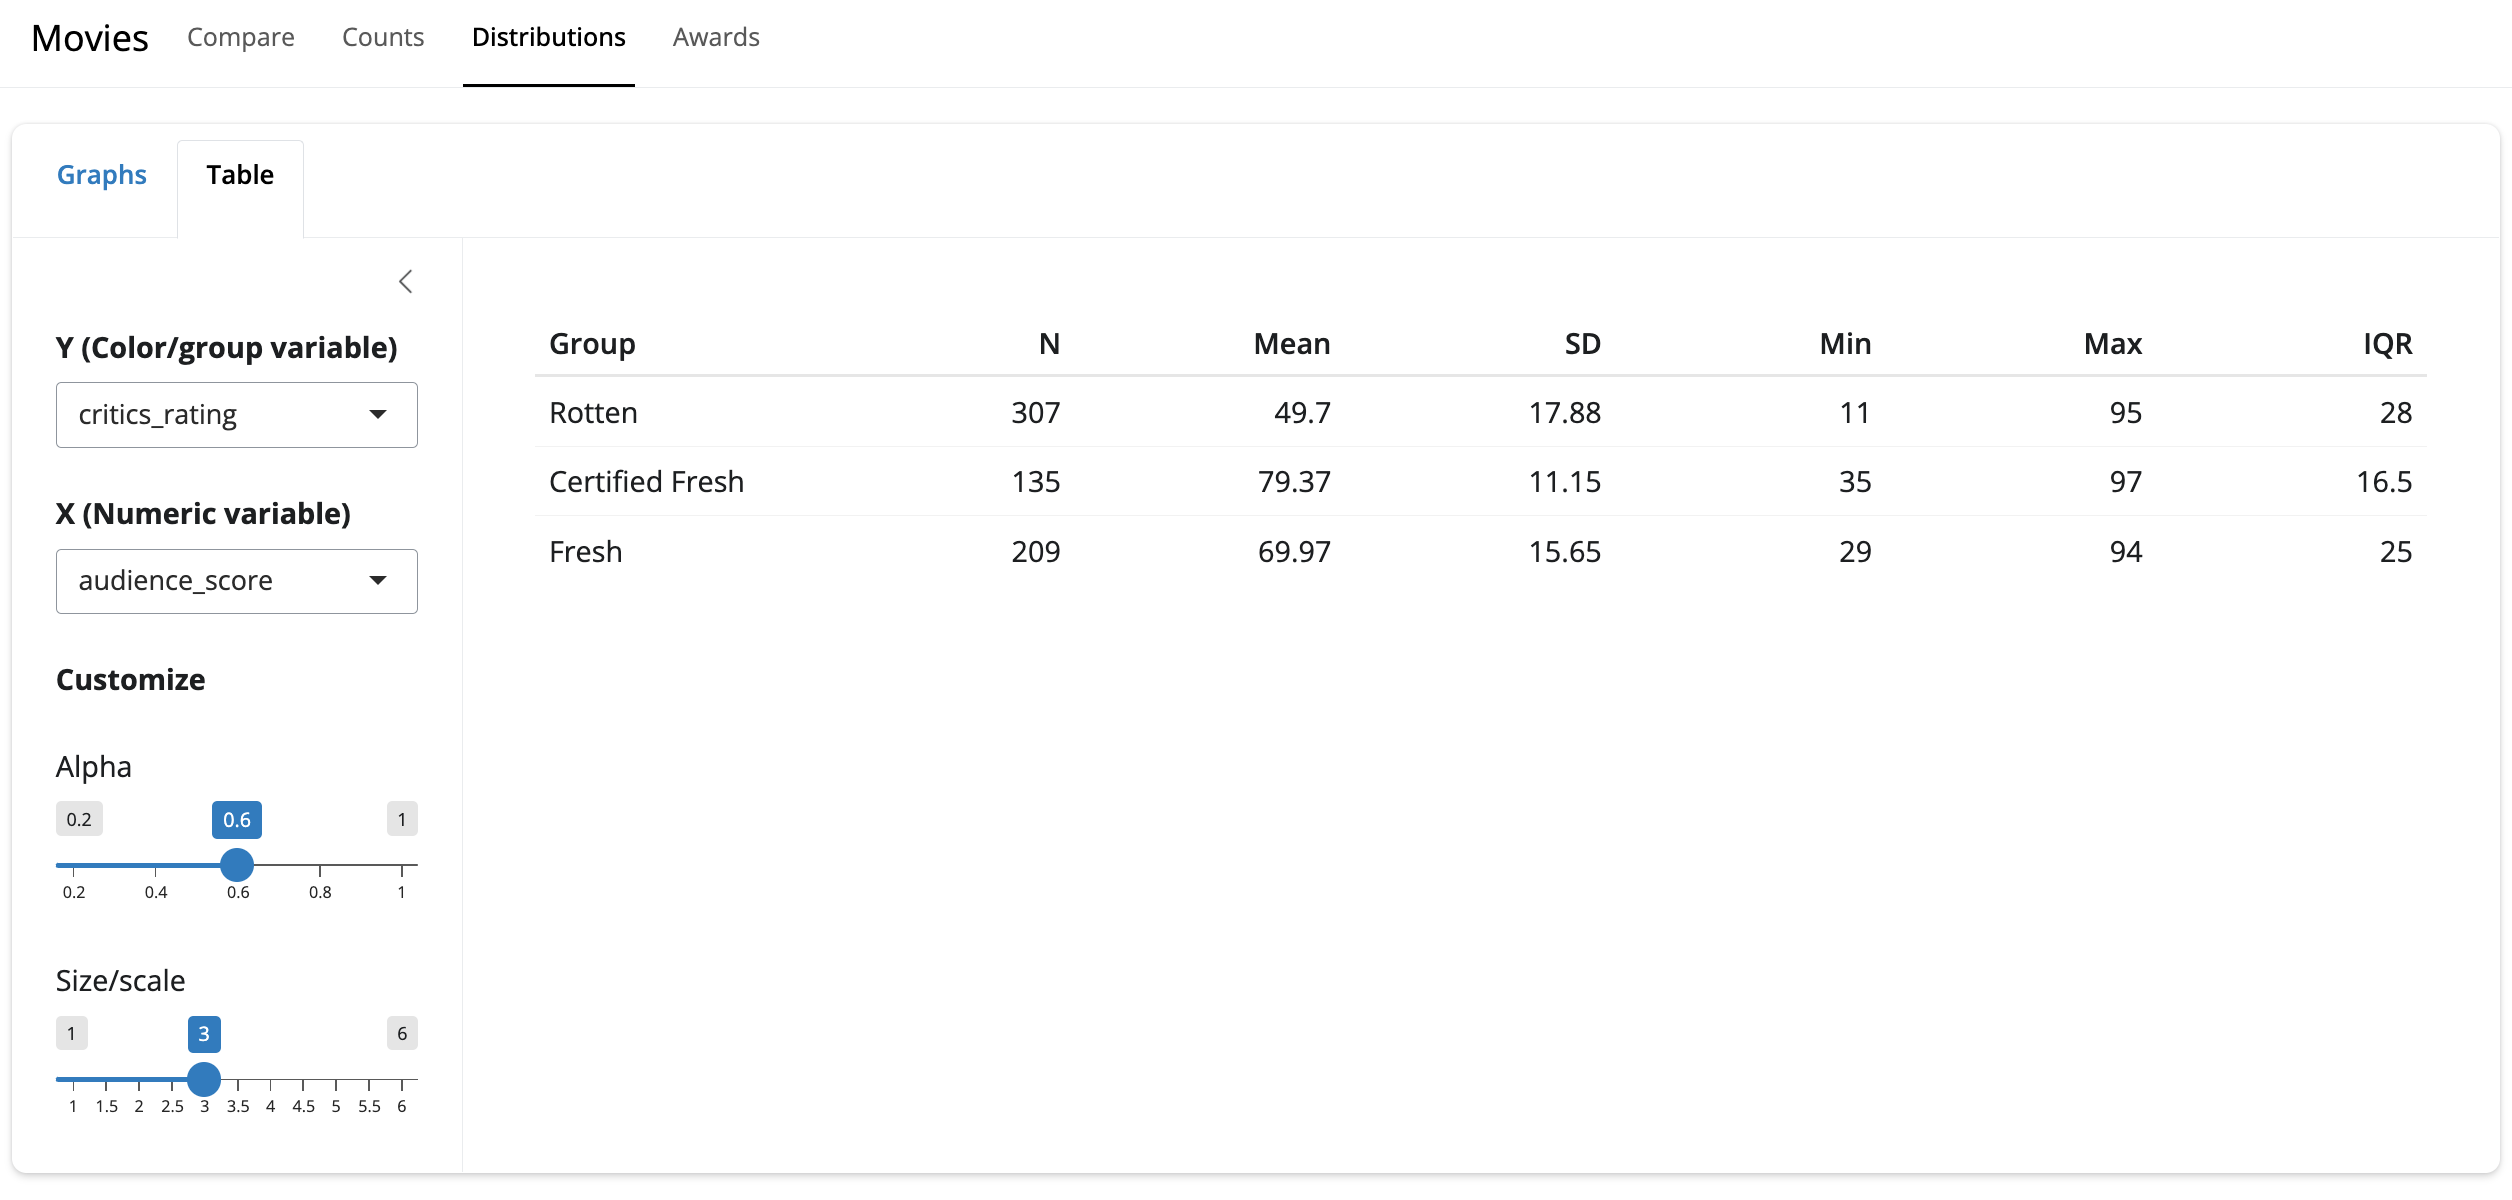 Movies Compare Counts Distributions Awards
Graphs Table
Y (Color/group variable)
critics_rating
X (Numeric variable)
audience_score
Customize
Alpha
0.2 0.6 1
0.2 0.4 0.6 0.8 1
Size/scale
1 3 6
1 1.5 2 2.5 3 3.5 4 4.5 5 5.5 6
Group N Mean SD Min Max IQR
Rotten 307 49.7 17.88 11 95 28
Certified Fresh 135 79.37 11.15 35 97 16.5
Fresh 209 69.97 15.65 29 94 25